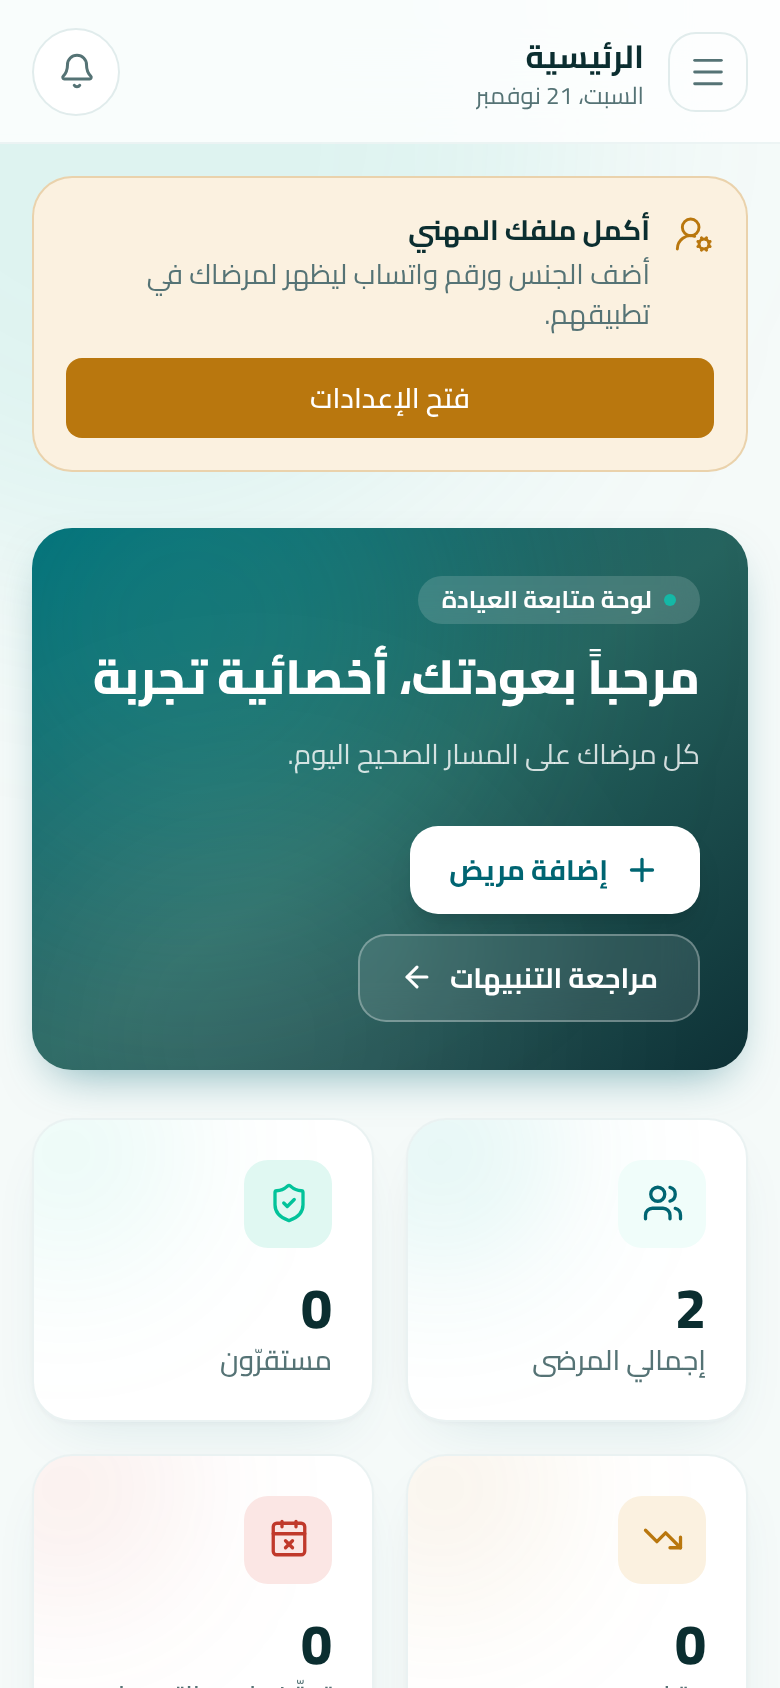 الرئيسية
السبت، 21 نوفمبر
أكمل ملفك المهني
أضف الجنس ورقم واتساب ليظهر لمرضاك في
تطبيقهم.
فتح الإعدادات
لوحة متابعة العيادة
مرحباً بعودتك، أخصائية تجربة
كل مرضاك على المسار الصحيح اليوم.
إضافة مريض
مراجعة التنبيهات
2
إجمالي المرضى
0
مستقرّون
0
0